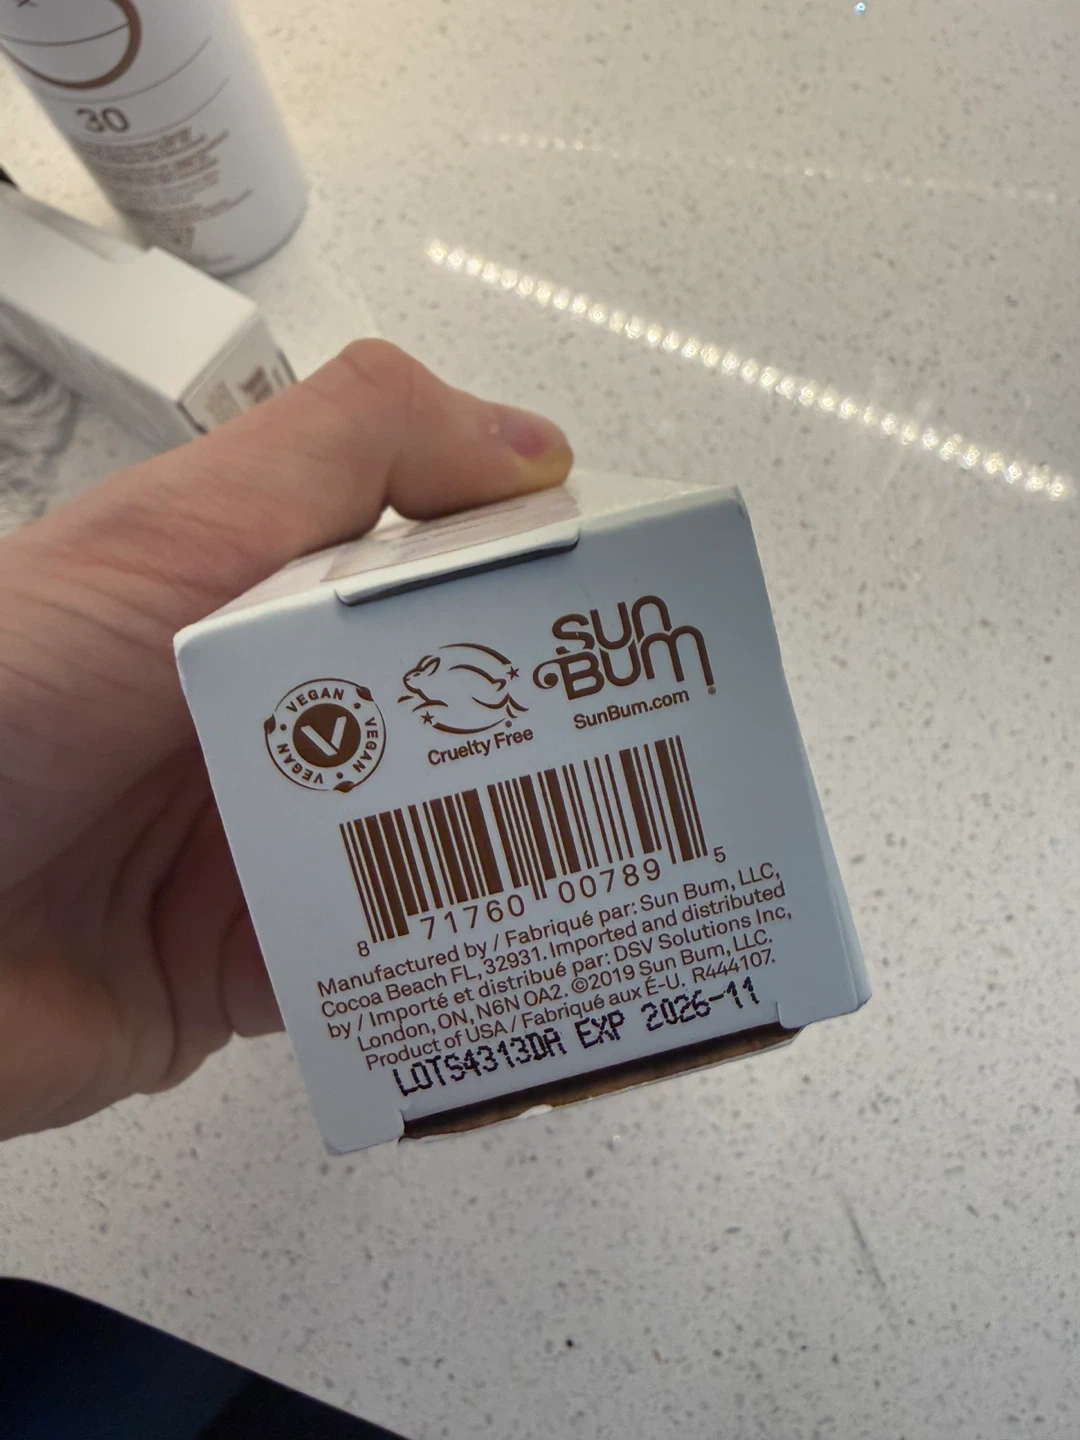 30
VEGAN
VEGAN
VEGAN
VEGAN
V
Cruelty Free
SUN
BUM®
SunBum.com
8 71760 00789 5
Manufactured by / Fabriqué par: Sun Bum, LLC,
Cocoa Beach FL, 32931. Imported and distributed
by / Importé et distribué par: DSV Solutions Inc,
London, ON, N6N OA2. ©2019 Sun Bum, LLC.
Product of USA / Fabriqué aux É-U. R444107.
LOTS4313DA EXP 2026-11